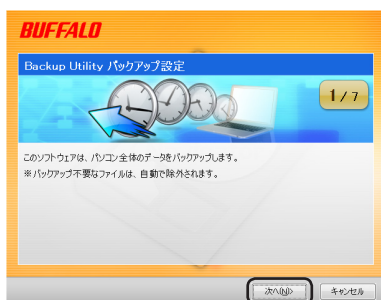 BUFFALO
Backup Utility バックアップ設定
1/7
このソフトウェアは、パソコン全体のデータをバックアップします。
※バックアップ不要なファイルは、自動で除外されます。
次へ(N)>
キャンセル